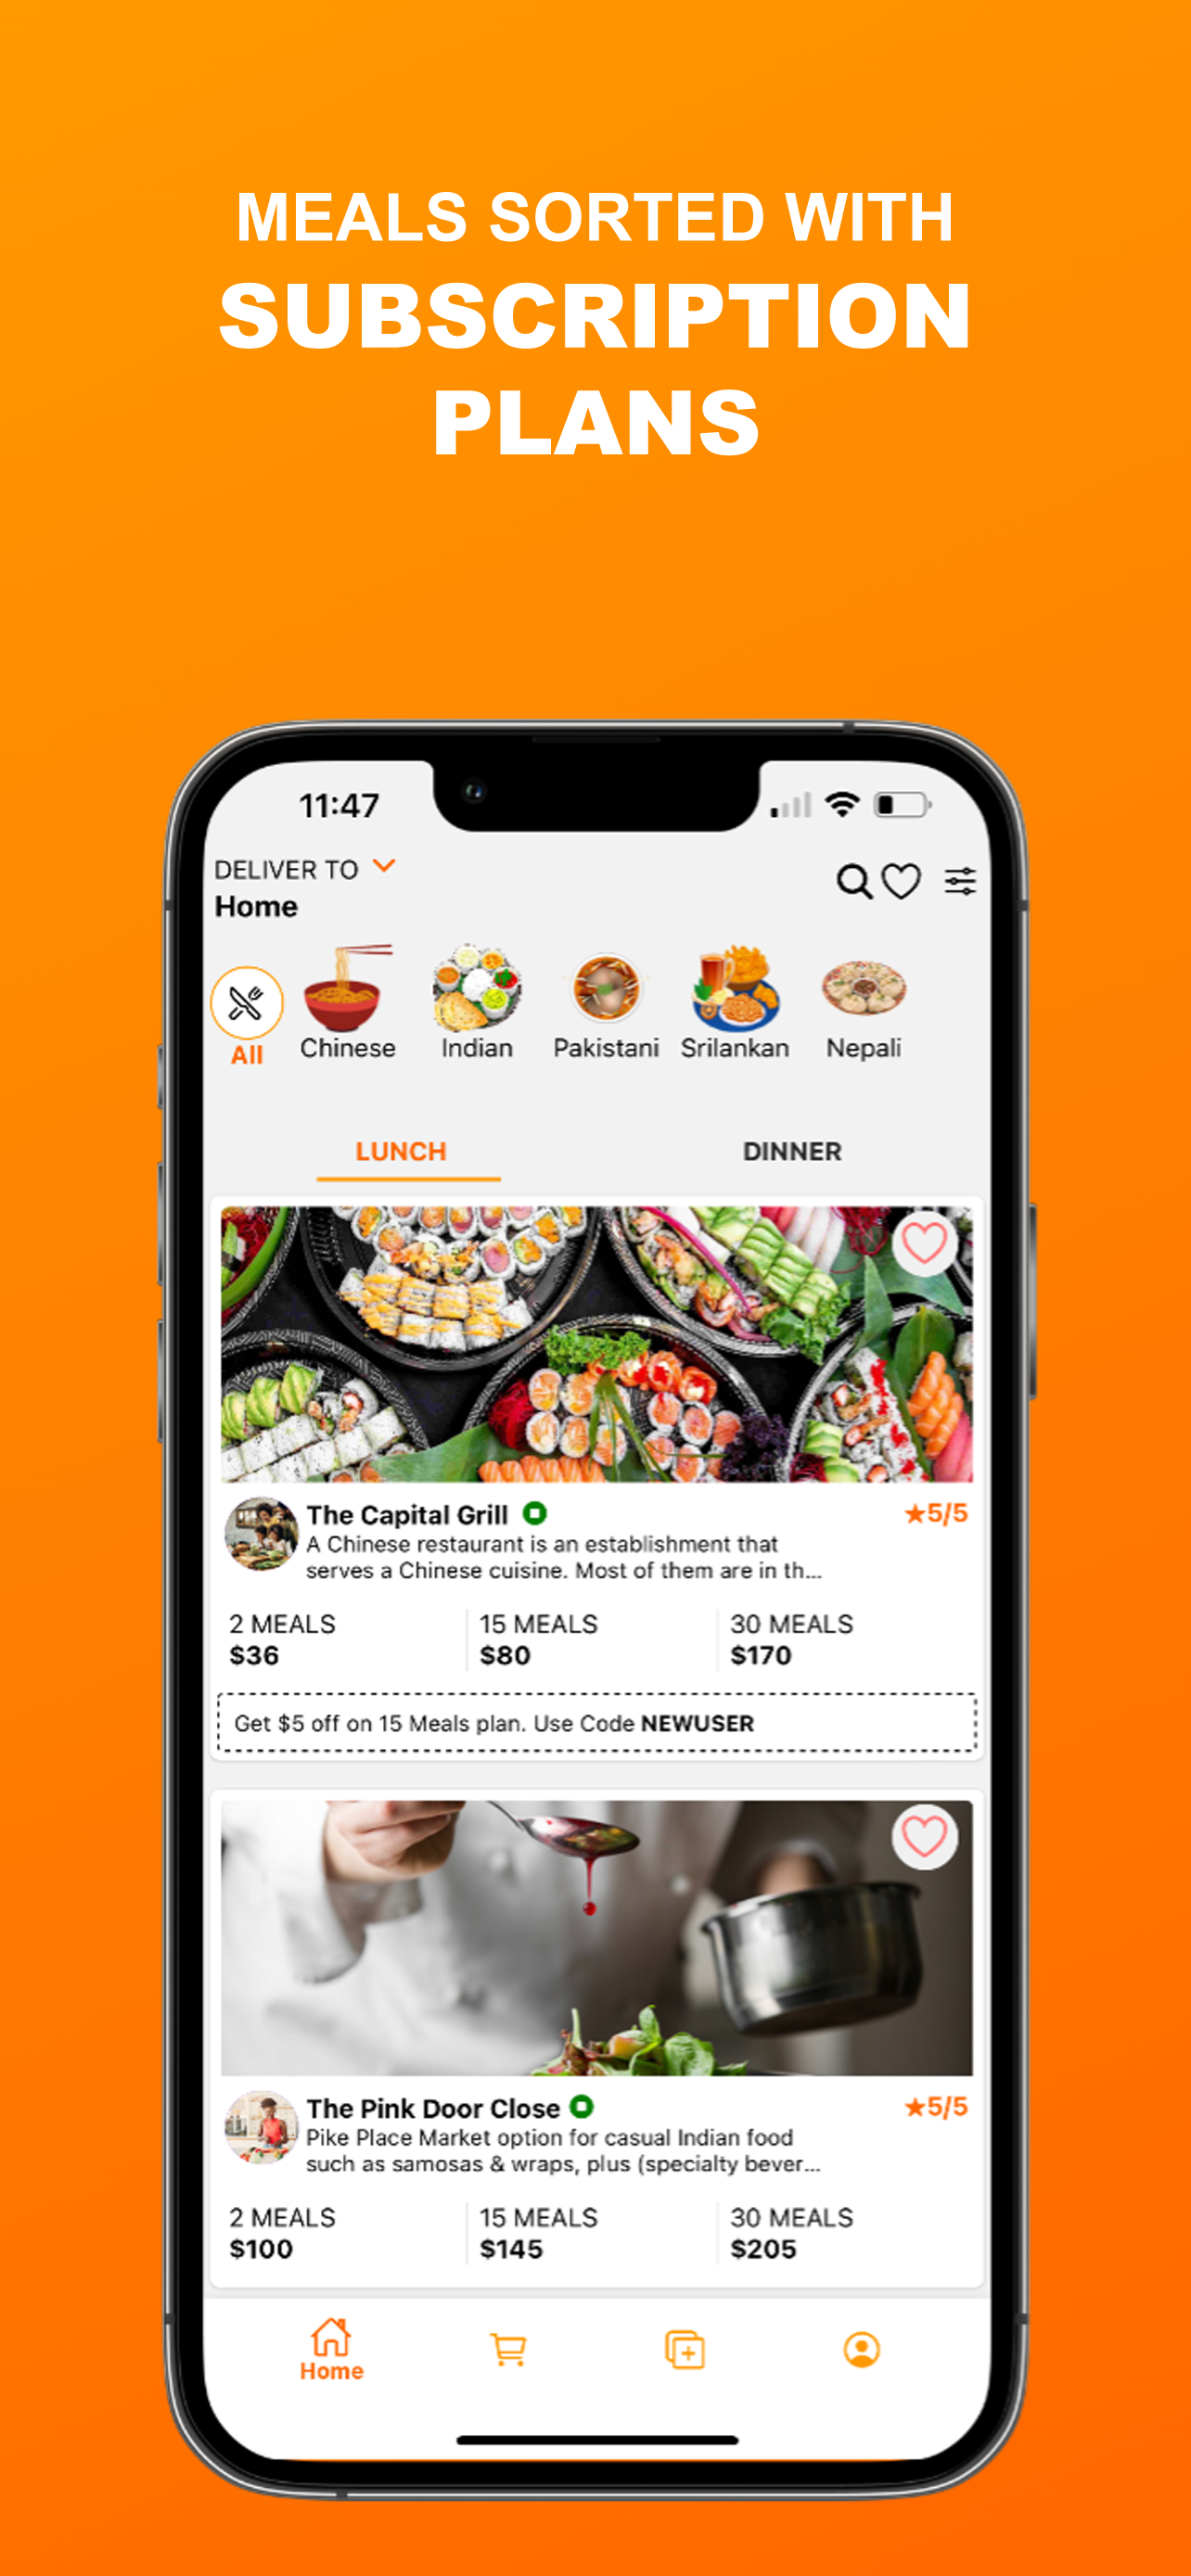 MEALS SORTED WITH
SUBSCRIPTION
PLANS
11:47
DELIVER TO
Home
All
Chinese
Indian
Pakistani
Srilankan
Nepali
LUNCH
DINNER
The Capital Grill
★5/5
A Chinese restaurant is an establishment that
serves a Chinese cuisine. Most of them are in th...
2 MEALS
$36
15 MEALS
$80
30 MEALS
$170
Get $5 off on 15 Meals plan. Use Code NEWUSER
The Pink Door Close
★5/5
Pike Place Market option for casual Indian food
such as samosas & wraps, plus (specialty bever...
2 MEALS
$100
15 MEALS
$145
30 MEALS
$205
Home